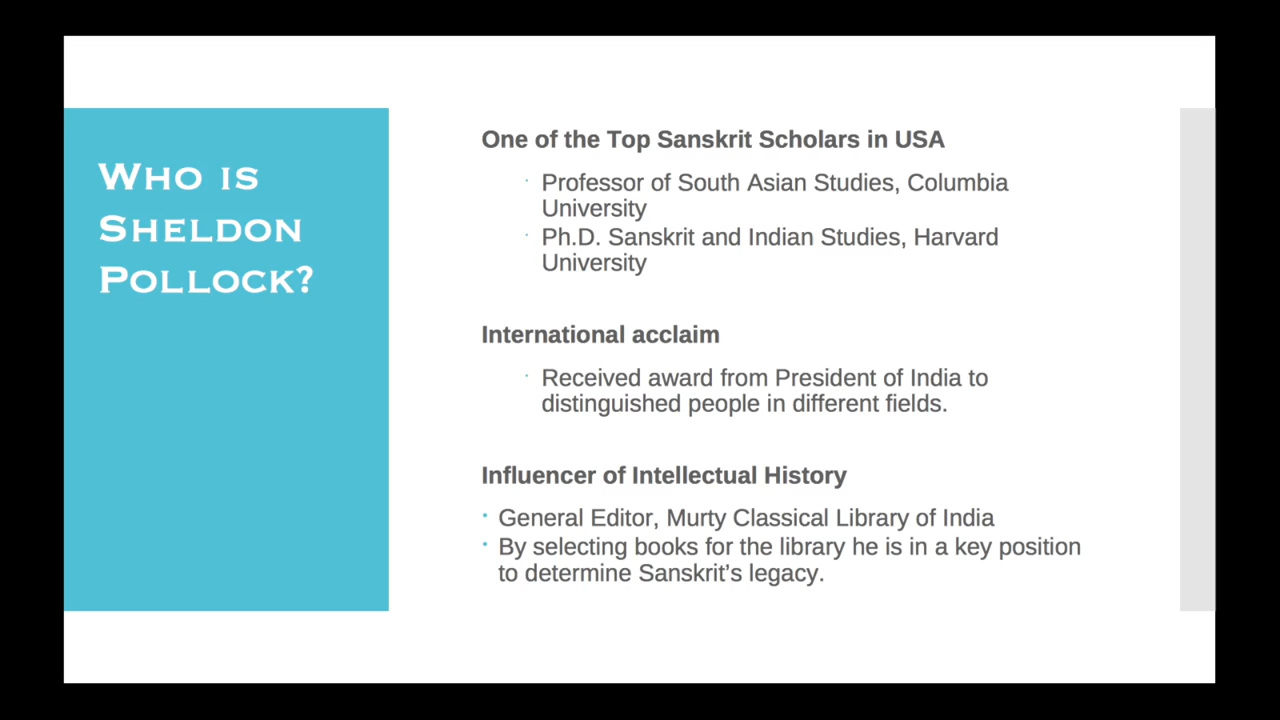 WHO IS
SHELDON
POLLOCK?
One of the Top Sanskrit Scholars in USA
· Professor of South Asian Studies, Columbia
University
· Ph.D. Sanskrit and Indian Studies, Harvard
University
International acclaim
· Received award from President of India to
distinguished people in different fields.
Influencer of Intellectual History
• General Editor, Murty Classical Library of India
• By selecting books for the library he is in a key position
to determine Sanskrit’s legacy.